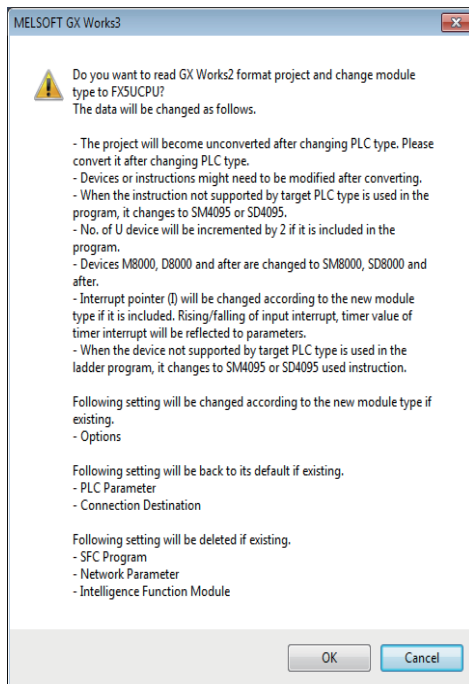 MELSOFT GX Works3
Do you want to read GX Works2 format project and change module
type to FX5UCPU?
The data will be changed as follows.
- The project will become unconverted after changing PLC type. Please
convert it after changing PLC type.
- Devices or instructions might need to be modified after converting.
- When the instruction not supported by target PLC type is used in the
program, it changes to SM4095 or SD4095.
- No. of U device will be incremented by 2 if it is included in the
program.
- Devices M8000, D8000 and after are changed to SM8000, SD8000 and
after.
- Interrupt pointer (I) will be changed according to the new module
type if it is included. Rising/falling of input interrupt, timer value of
timer interrupt will be reflected to parameters.
- When the device not supported by target PLC type is used in the
ladder program, it changes to SM4095 or SD4095 used instruction.
Following setting will be changed according to the new module type if
existing.
- Options
Following setting will be back to its default if existing.
- PLC Parameter
- Connection Destination
Following setting will be deleted if existing.
- SFC Program
- Network Parameter
- Intelligence Function Module
OK
Cancel